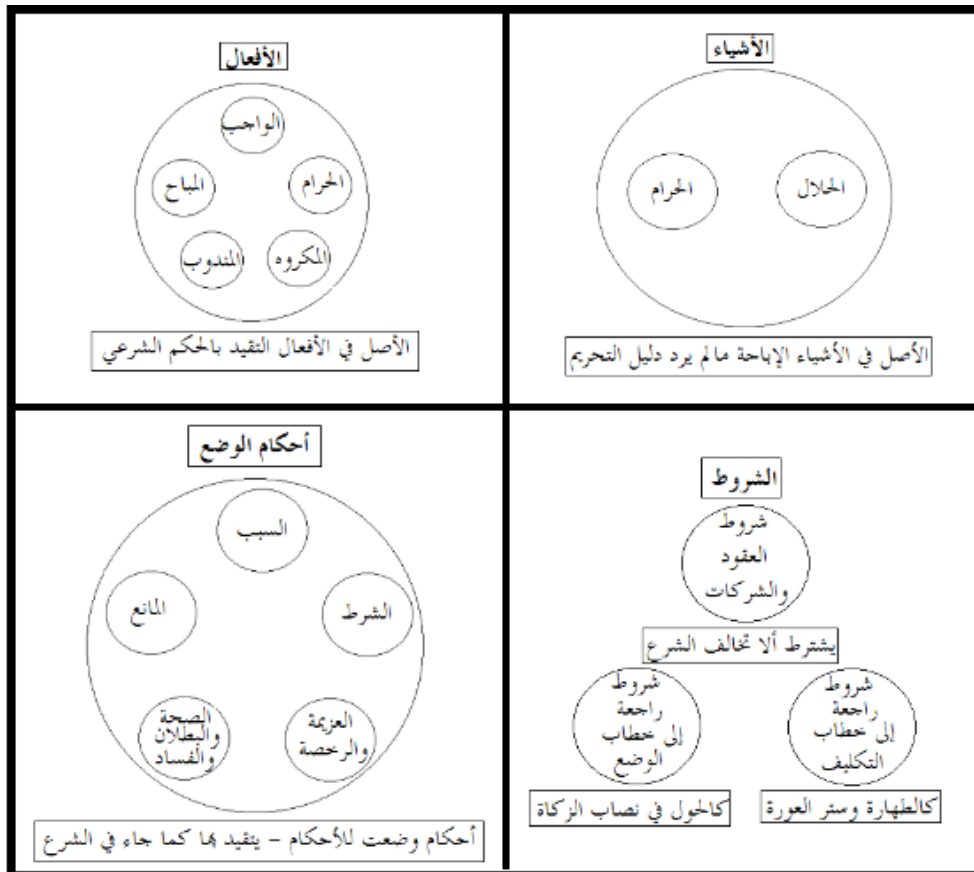 الأشياء
الحلال
الحرام
الأصل في الأشياء الإباحة مالم يرد دليل التحريم
الأفعال
الواجب
الحرام
المباح
المكروه
المندوب
الأصل في الأفعال التقيد بالحكم الشرعي
الشروط
شروط
العقود
والشركات
يشترط ألا تخالف الشرع
شروط
راجعة
إلى خطاب
التكليف
كالطهارة وستر العورة
شروط
راجعة
إلى خطاب
الوضع
كالحول في نصاب الزكاة
أحكام الوضع
السبب
الشرط
المانع
العزيمة
والرخصة
الصحة
والبطلان
والفساد
أحكام وضعت للأحكام – يتقيد بها كما جاء في الشرع